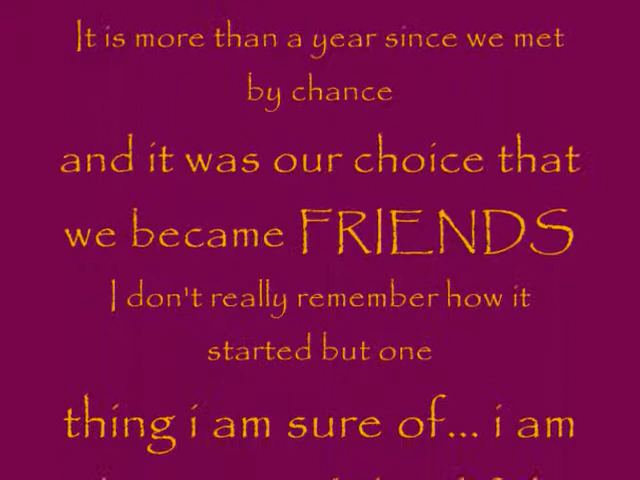 It is more than a year since we met
by chance
and it was our choice that
we became FRIENDS
I don't really remember how it
started but one
thing i am sure of... i am